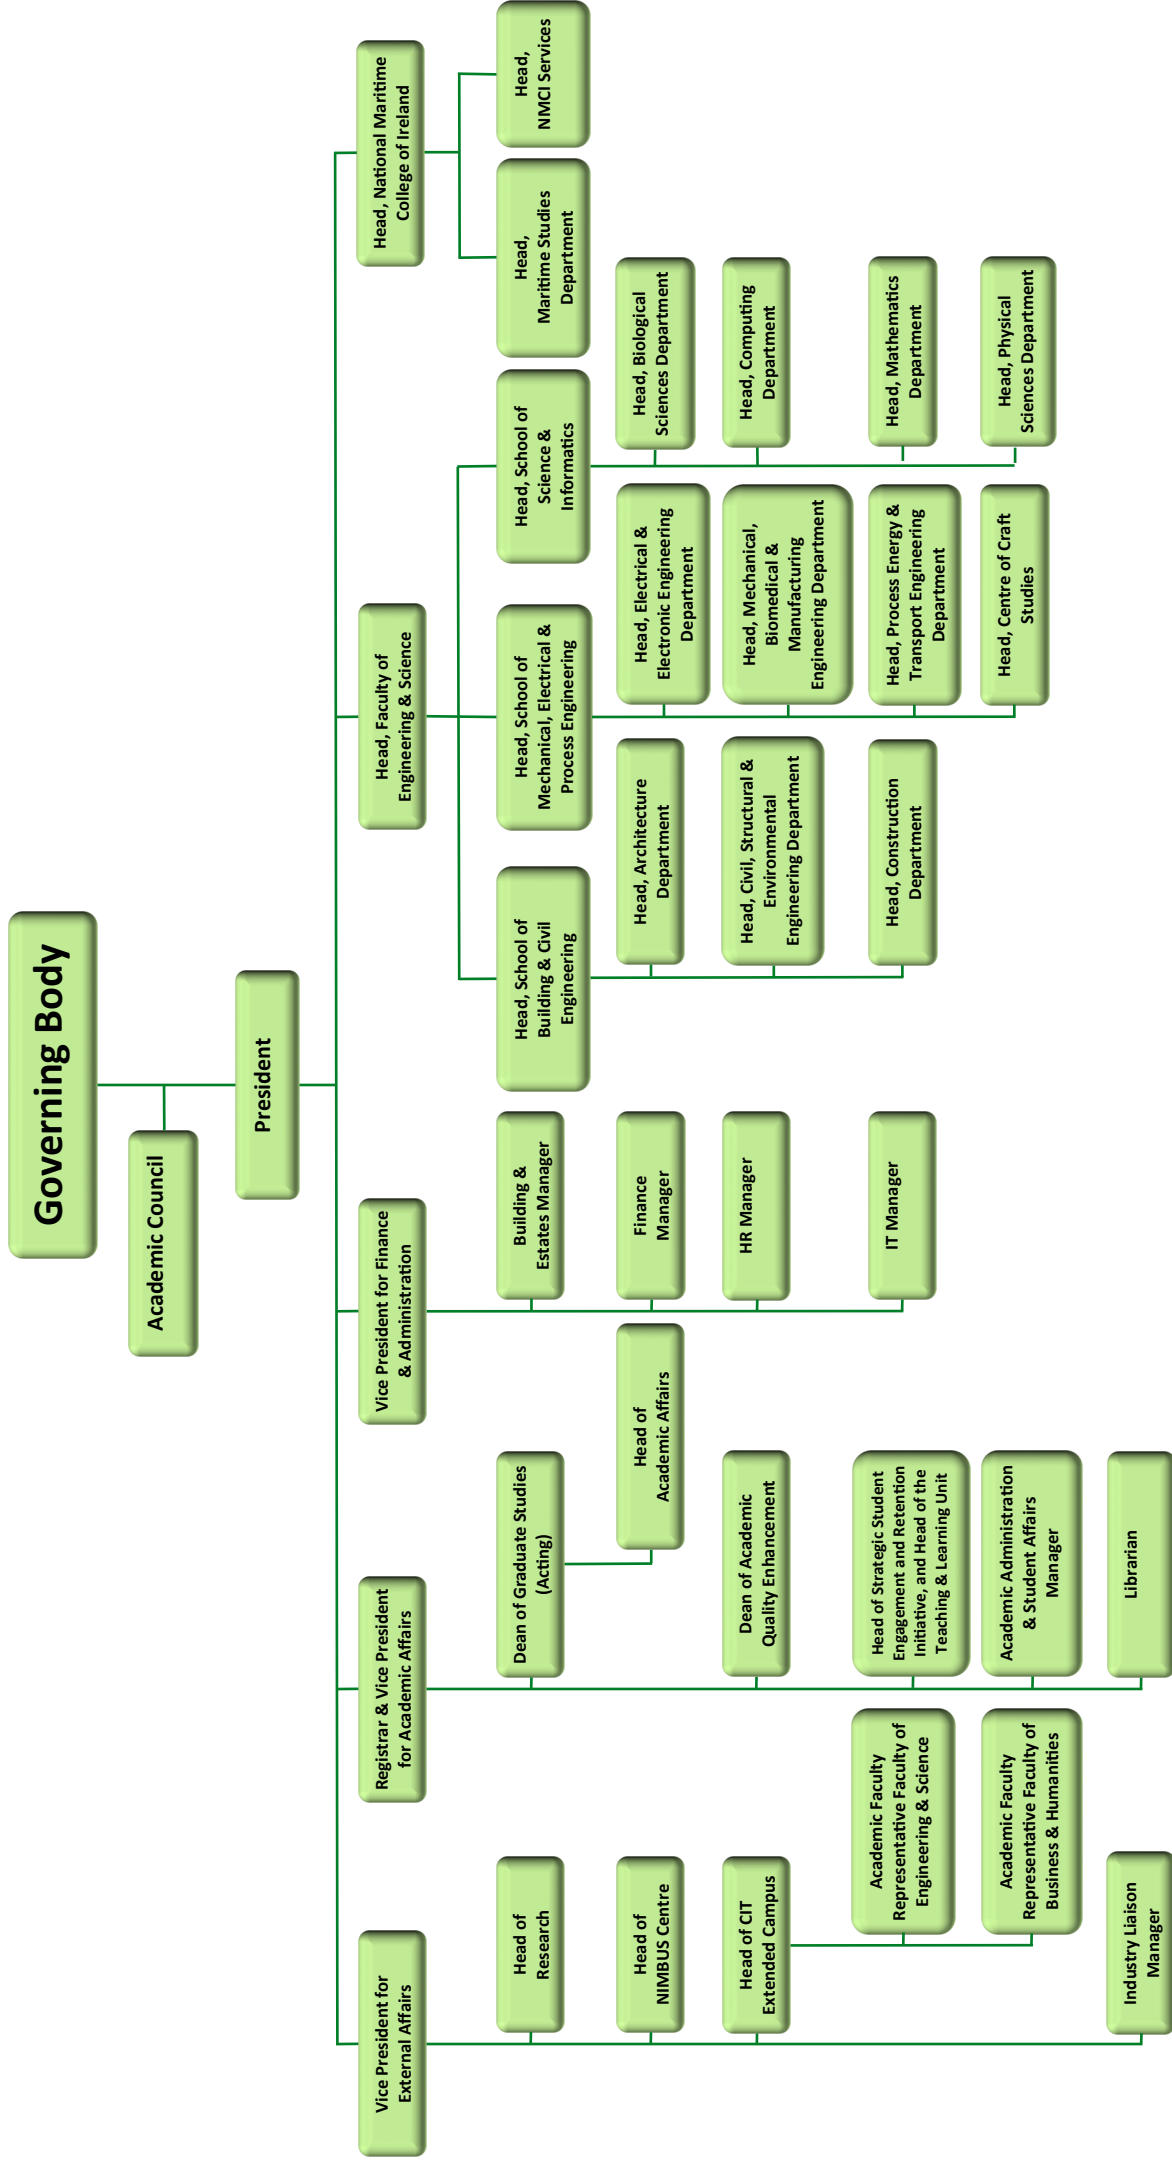 Governing Body
Academic Council
President
Vice President for
External Affairs
Head of
Research
Head of
NIMBUS Centre
Head of CIT
Extended Campus
Academic Faculty
Representative Faculty of
Engineering & Science
Academic Faculty
Representative Faculty of
Business & Humanities
Industry Liaison
Manager
Registrar & Vice President
for Academic Affairs
Dean of Graduate Studies
(Acting)
Head of
Academic Affairs
Dean of Academic
Quality Enhancement
Head of Strategic Student
Engagement and Retention
Initiative, and Head of the
Teaching & Learning Unit
Academic Administration
& Student Affairs
Manager
Librarian
Vice President for Finance
& Administration
Building &
Estates Manager
Finance
Manager
HR Manager
IT Manager
Head, Faculty of
Engineering & Science
Head, School of
Building & Civil
Engineering
Head, Architecture
Department
Head, Civil, Structural &
Environmental
Engineering Department
Head, Construction
Department
Head, School of
Mechanical, Electrical &
Process Engineering
Head, Electrical &
Electronic Engineering
Department
Head, Mechanical,
Biomedical &
Manufacturing
Engineering Department
Head, Process Energy &
Transport Engineering
Department
Head, Centre of Craft
Studies
Head, School of
Science &
Informatics
Head, Biological
Sciences Department
Head, Computing
Department
Head, Mathematics
Department
Head, Physical
Sciences Department
Head, National Maritime
College of Ireland
Head,
Maritime Studies
Department
Head,
NMCI Services